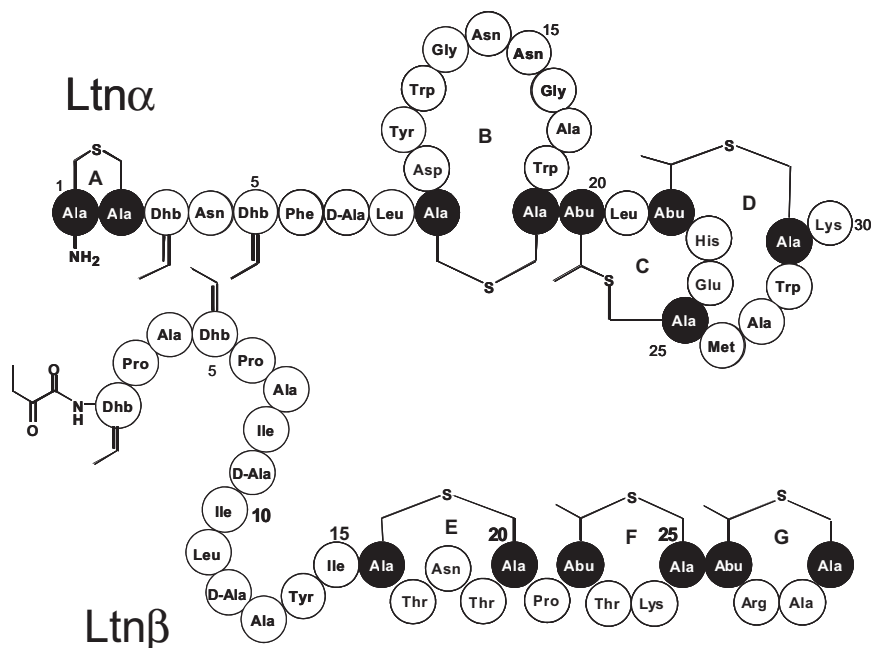 Ltnα
Asn
15
Gly
Asn
Trp
Gly
Tyr
B
Ala
S
A
1
5
Asp
Trp
20
S
D
Ala
Ala
Dhb
Asn
Dhb
Phe
D-Ala
Leu
Ala
Ala
Abu
Leu
Abu
His
Ala
Lys
30
NH2
S
C
S
Glu
Trp
Ala
Ala
25
Met
Ala
Dhb
5
Pro
Pro
Ala
O
O
N
H
Dhb
Ile
D-Ala
Ile
10
Leu
D-Ala
Ala
Tyr
15
Ile
S
E
20
S
F
25
S
G
Ala
Asn
Ala
Abu
Ala
Abu
Ala
Thr
Thr
Pro
Thr
Lys
Arg
Ala
Ltnβ